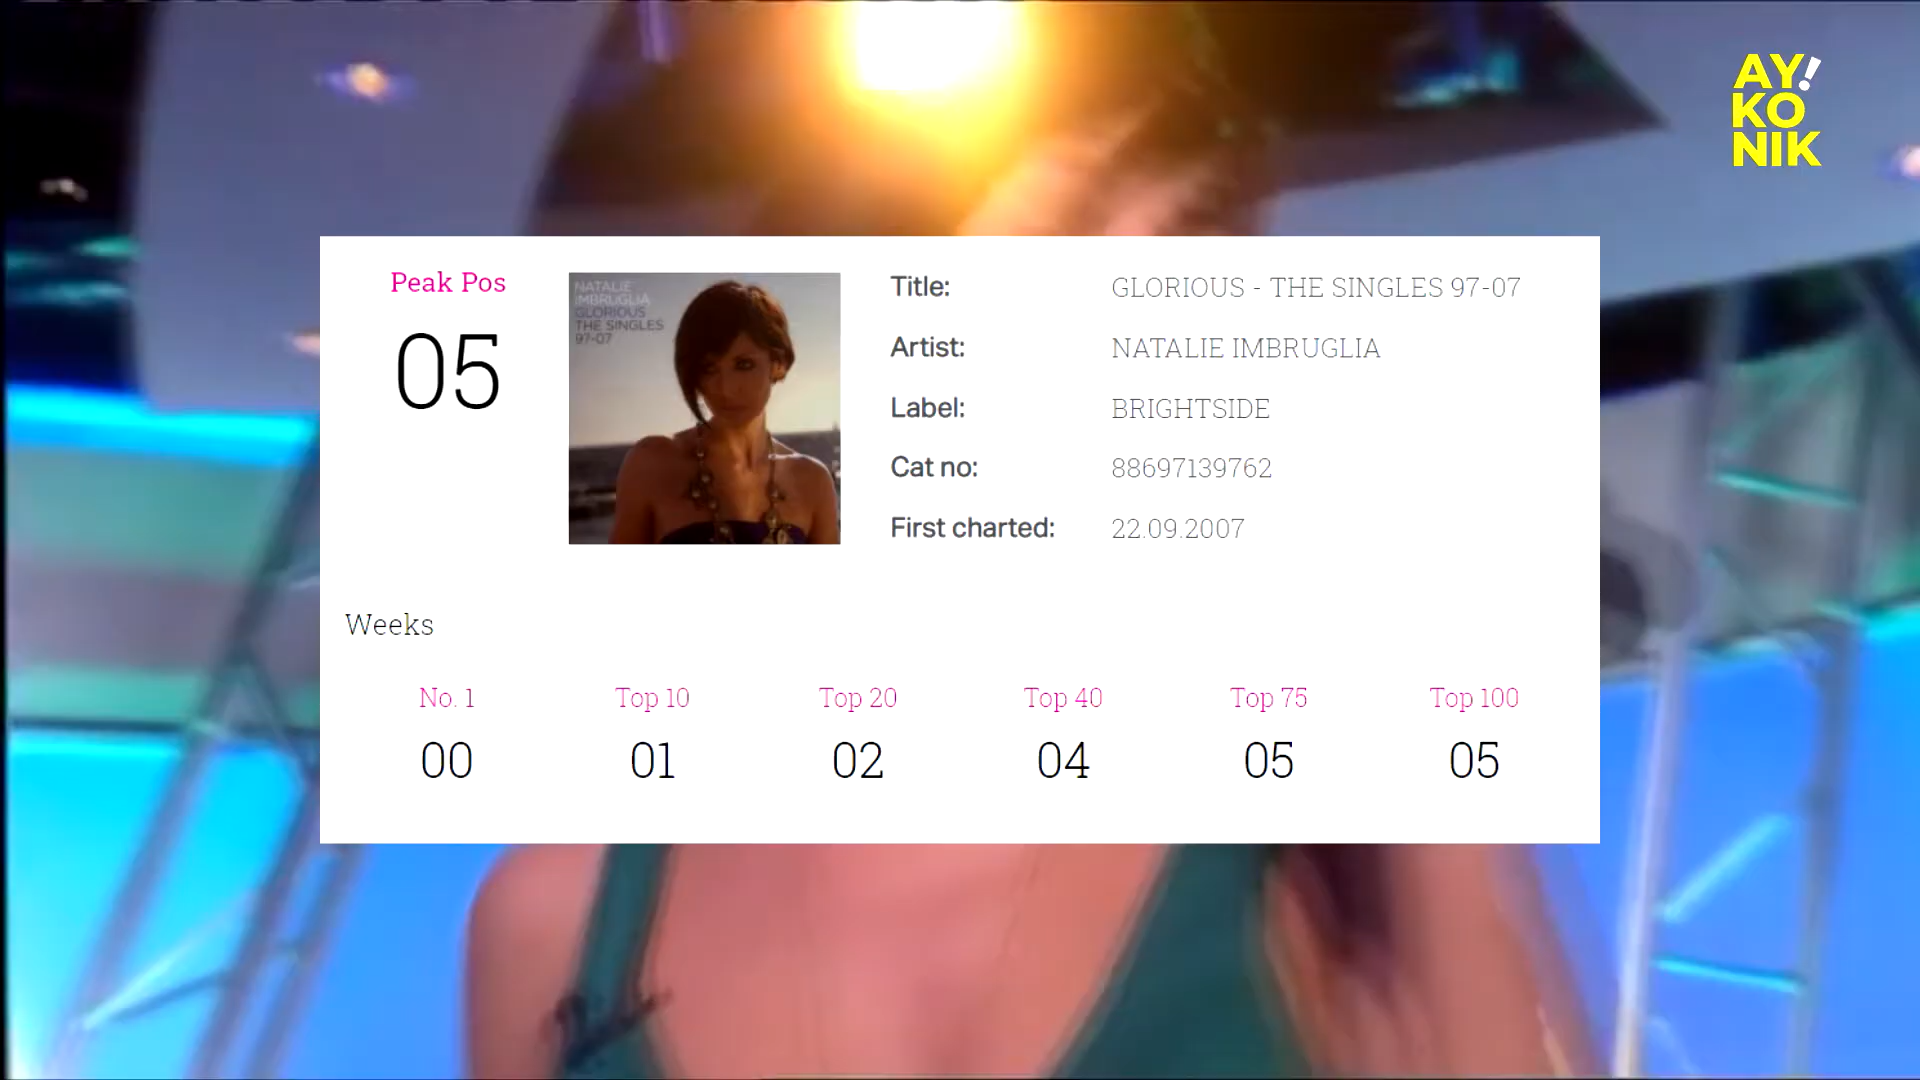 AY!
KO
NIK
Peak Pos
05
NATALIE
IMBRUGLIA
GLORIOUS
THE SINGLES
97-07
Title: GLORIOUS - THE SINGLES 97-07
Artist: NATALIE IMBRUGLIA
Label: BRIGHTSIDE
Cat no: 88697139762
First charted: 22.09.2007
Weeks
No. 1 Top 10 Top 20 Top 40 Top 75 Top 100
00 01 02 04 05 05